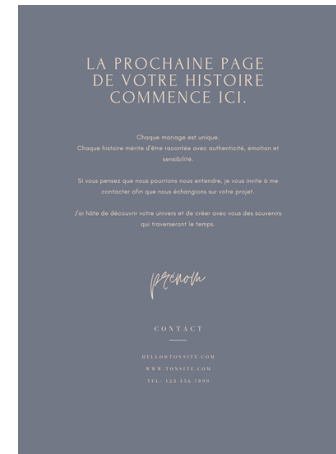 LA PROCHAINE PAGE
DE VOTRE HISTOIRE
COMMENCE ICI.
Chaque mariage est unique.
Chaque histoire mérite d'être racontée avec authenticité, émotion et
sensibilité.
Si vous pensez que nous pourrions nous entendre, je vous invite à me
contacter afin que nous échangions sur votre projet.
J'ai hâte de découvrir votre univers et de créer avec vous des souvenirs
qui traverseront le temps.
prénom
CONTACT
HELLO@TONSITE.COM
WWW.TONSITE.COM
TEL: 123.456.7890